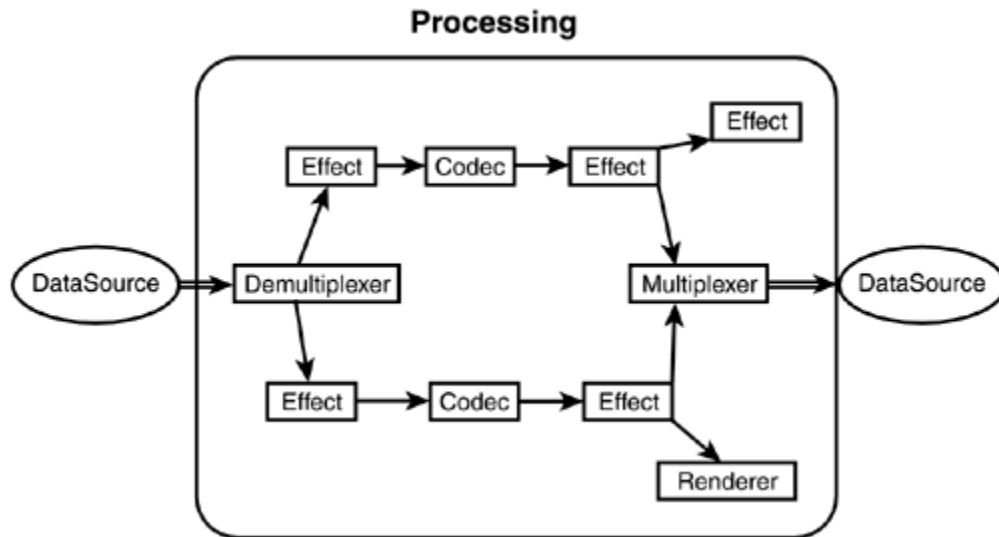 Processing
Effect
Effect
Codec
Effect
DataSource
Demultiplexer
Multiplexer
DataSource
Effect
Codec
Effect
Renderer